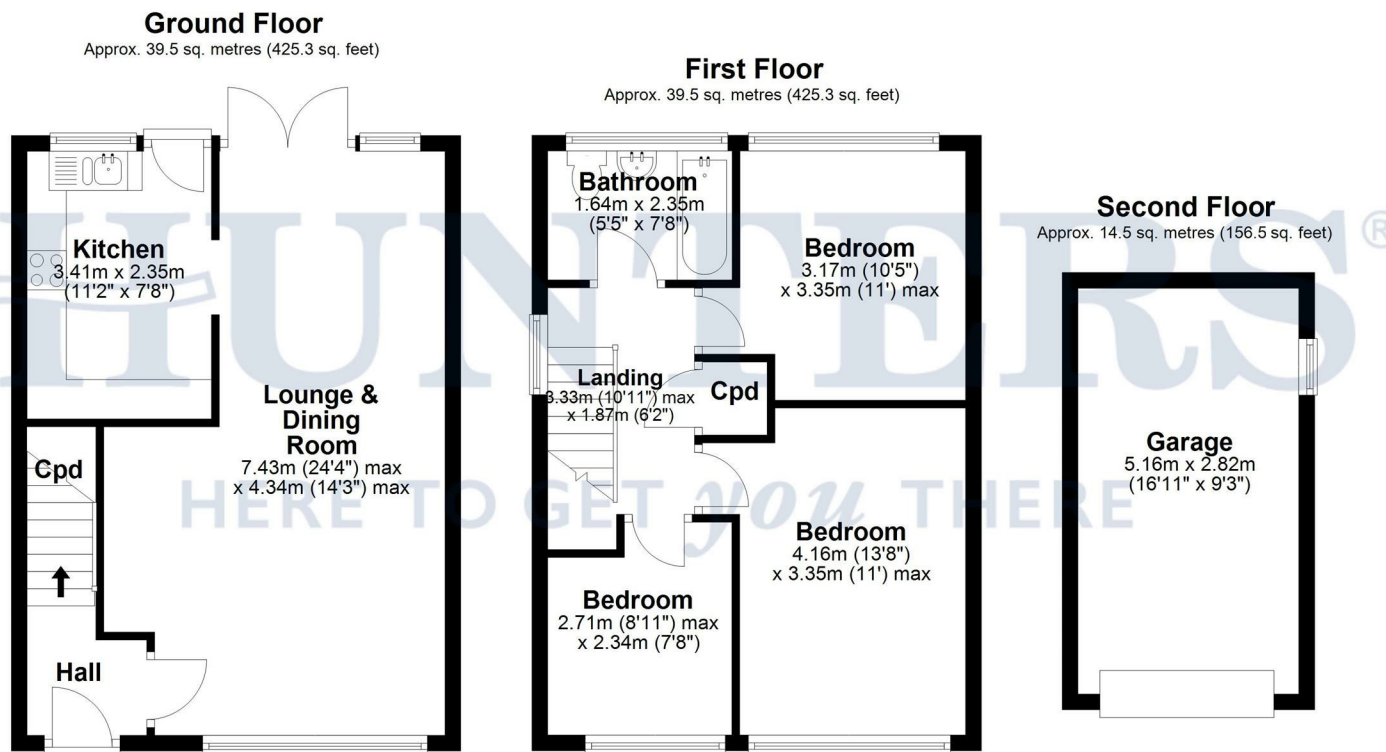 Ground Floor
Approx. 39.5 sq. metres (425.3 sq. feet)
Kitchen
3.41m x 2.35m
(11'2" x 7'8")
Lounge &
Dining
Room
7.43m (24'4") max
x 4.34m (14'3") max
Cpd
Hall
First Floor
Approx. 39.5 sq. metres (425.3 sq. feet)
Bathroom
1.64m x 2.35m
(5'5" x 7'8")
Bedroom
3.17m (10'5")
x 3.35m (11') max
Landing
3.33m (10'11") max
x 1.87m (6'2")
Cpd
Bedroom
4.16m (13'8")
x 3.35m (11') max
Bedroom
2.71m (8'11") max
x 2.34m (7'8")
Second Floor
Approx. 14.5 sq. metres (156.5 sq. feet)
Garage
5.16m x 2.82m
(16'11" x 9'3")
HUNTERS®
HERE TO GET you THERE